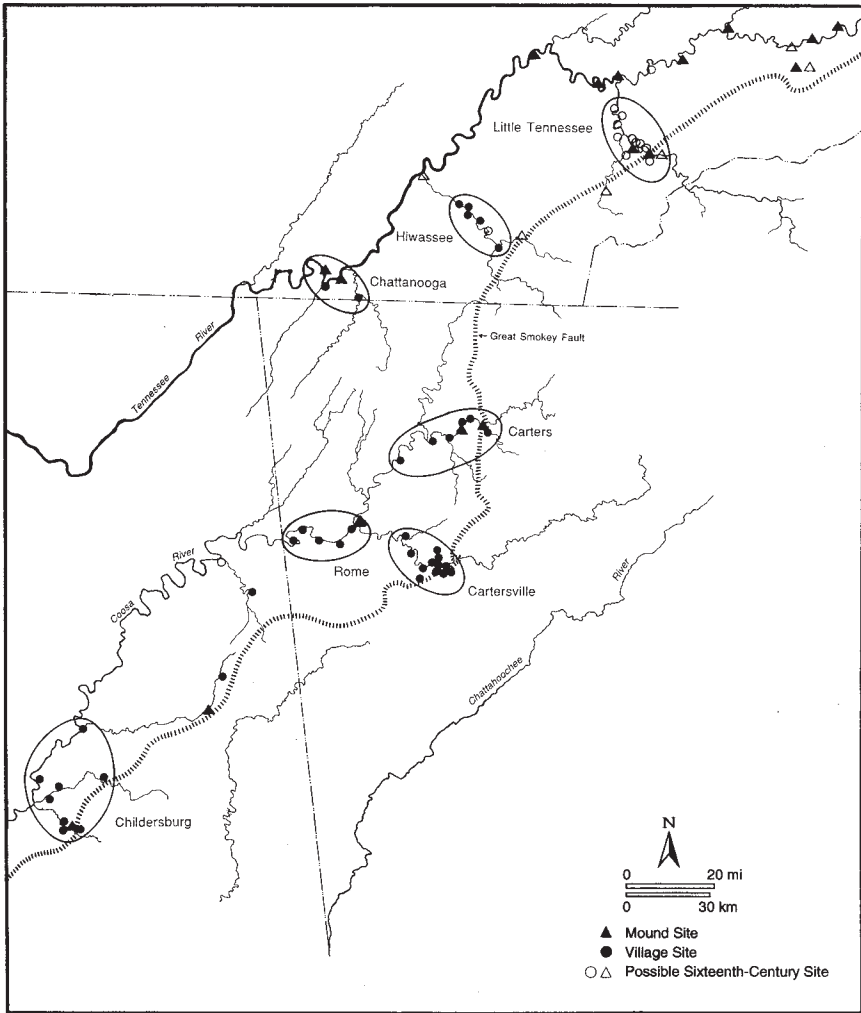 Little Tennessee
Hiwassee
Chattanooga
Tennessee River
Great Smokey Fault
Carters
Coosa River
Rome
Cartersville
Chattahoochee River
Childersburg
N
0 20 mi
0 30 km
▲ Mound Site
● Village Site
○ △ Possible Sixteenth-Century Site